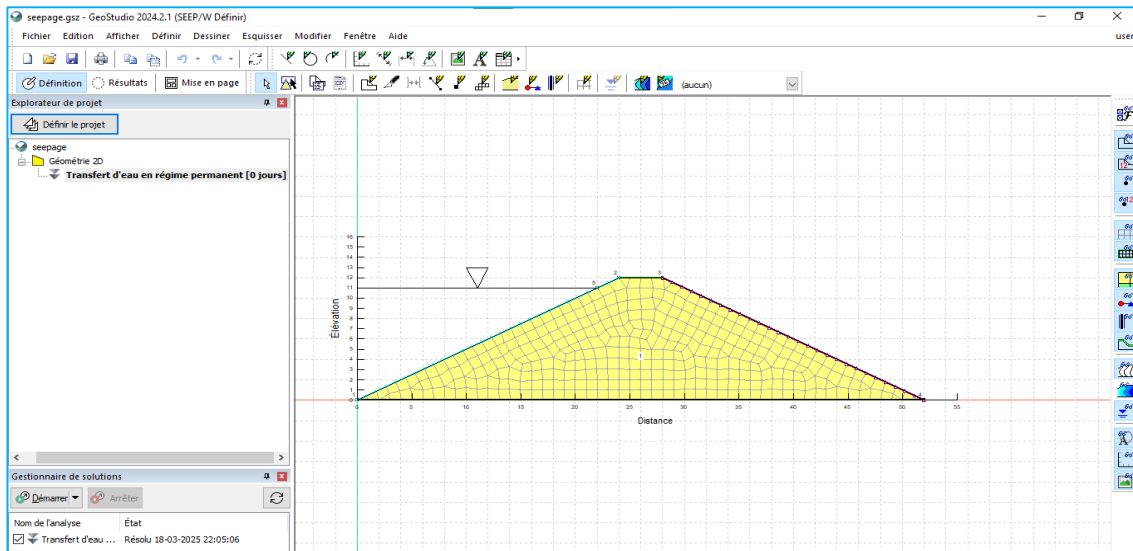 seepage.gsz - GeoStudio 2024.2.1 (SEEP/W Définir)
Fichier Edition Afficher Définir Dessiner Esquisser Modifier Fenêtre Aide
user
Définition Résultats Mise en page (aucun)
Explorateur de projet
Définir le projet
seepage
Géométrie 2D
Transfert d'eau en régime permanent [0 jours]
Gestionnaire de solutions
Démarrer Arrêter
Nom de l'analyse État
Transfert d'eau ... Résolu 18-03-2025 22:05:06
16
15
14
13
12
11
10
9
8
7
6
5
4
3
2
1
0
Élévation
2 3
5
1
0 5 10 15 20 25 30 35 40 45 50 55
Distance